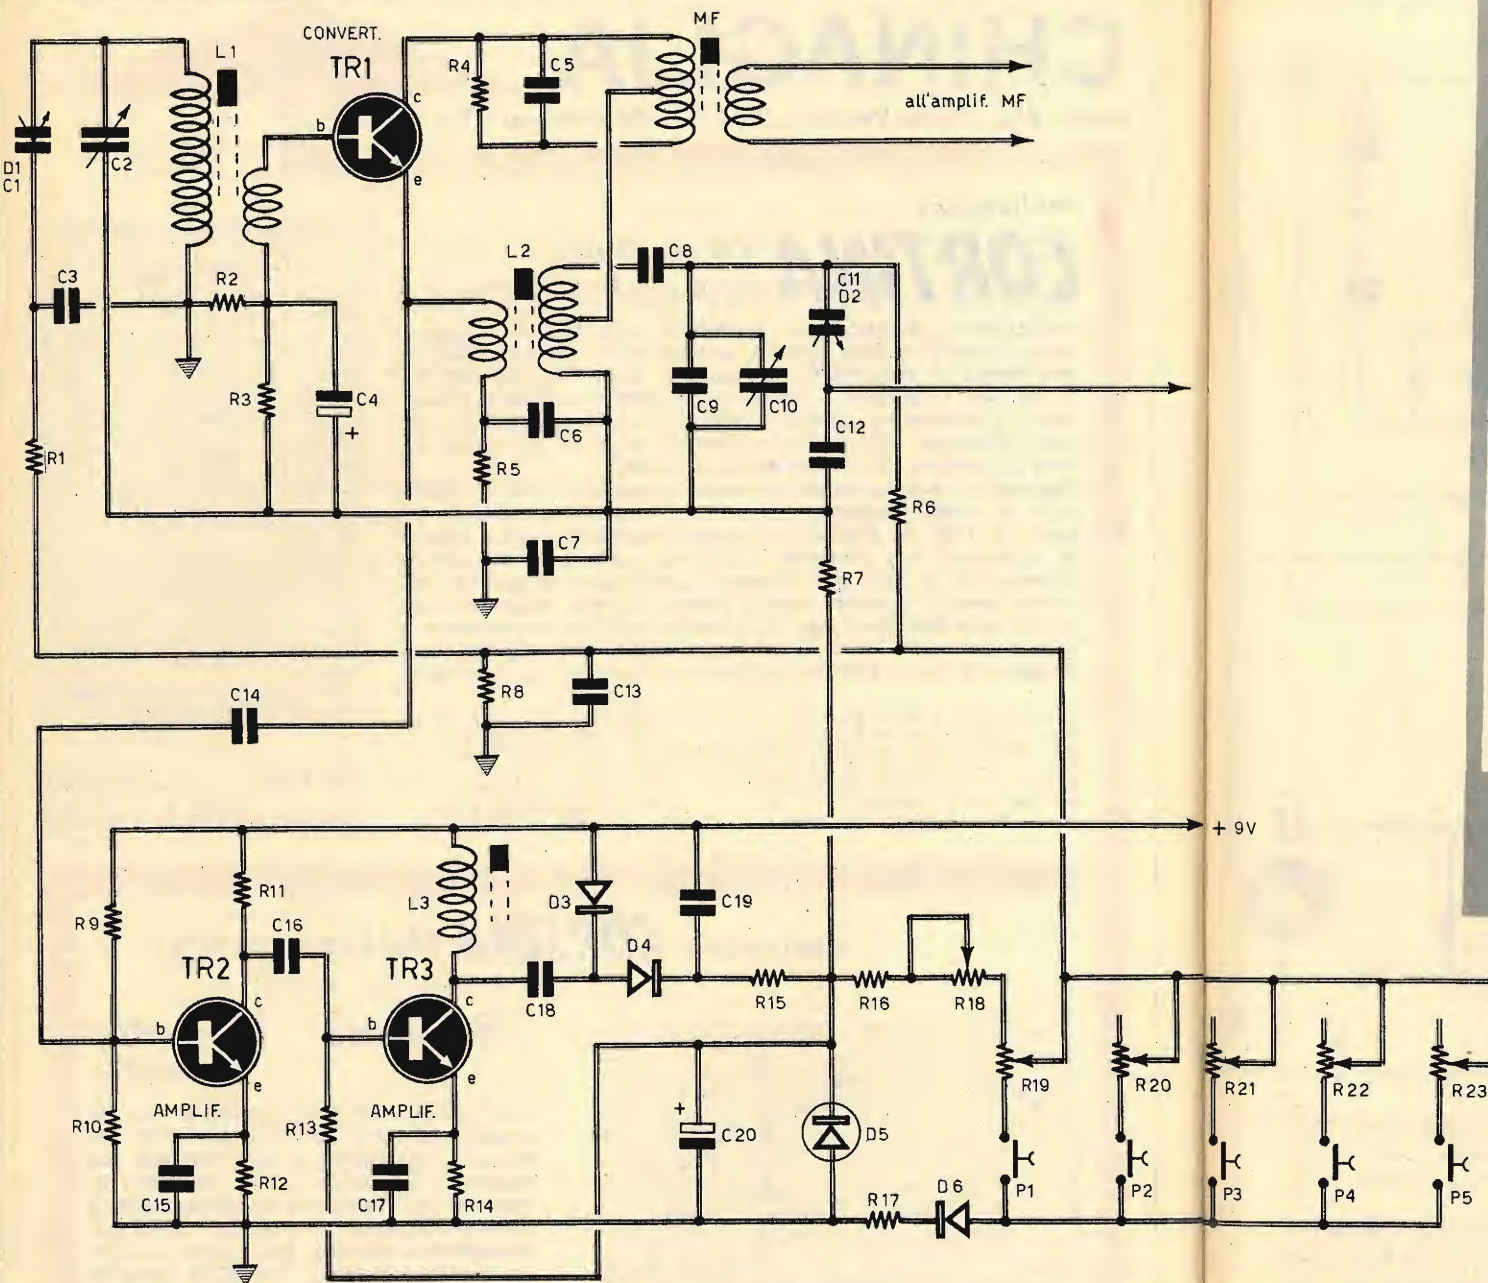 CONVERT.
TR1
MF
L1
R4
C5
c
b
e
all'amplif. MF
D1
C1
C2
L2
C8
C3
R2
C11
D2
R3
C4
+
C6
C9
C10
C12
R1
R5
R6
C7
R7
C14
R8
C13
+ 9V
R9
R11
L3
D3
C19
C16
D4
TR2
TR3
c
c
C18
R15
R16
R18
b
b
e
e
R19
R20
R21
R22
R23
AMPLIF.
AMPLIF.
R10
R13
+
C20
D5
C15
R12
C17
R14
R17
D6
P1
P2
P3
P4
P5